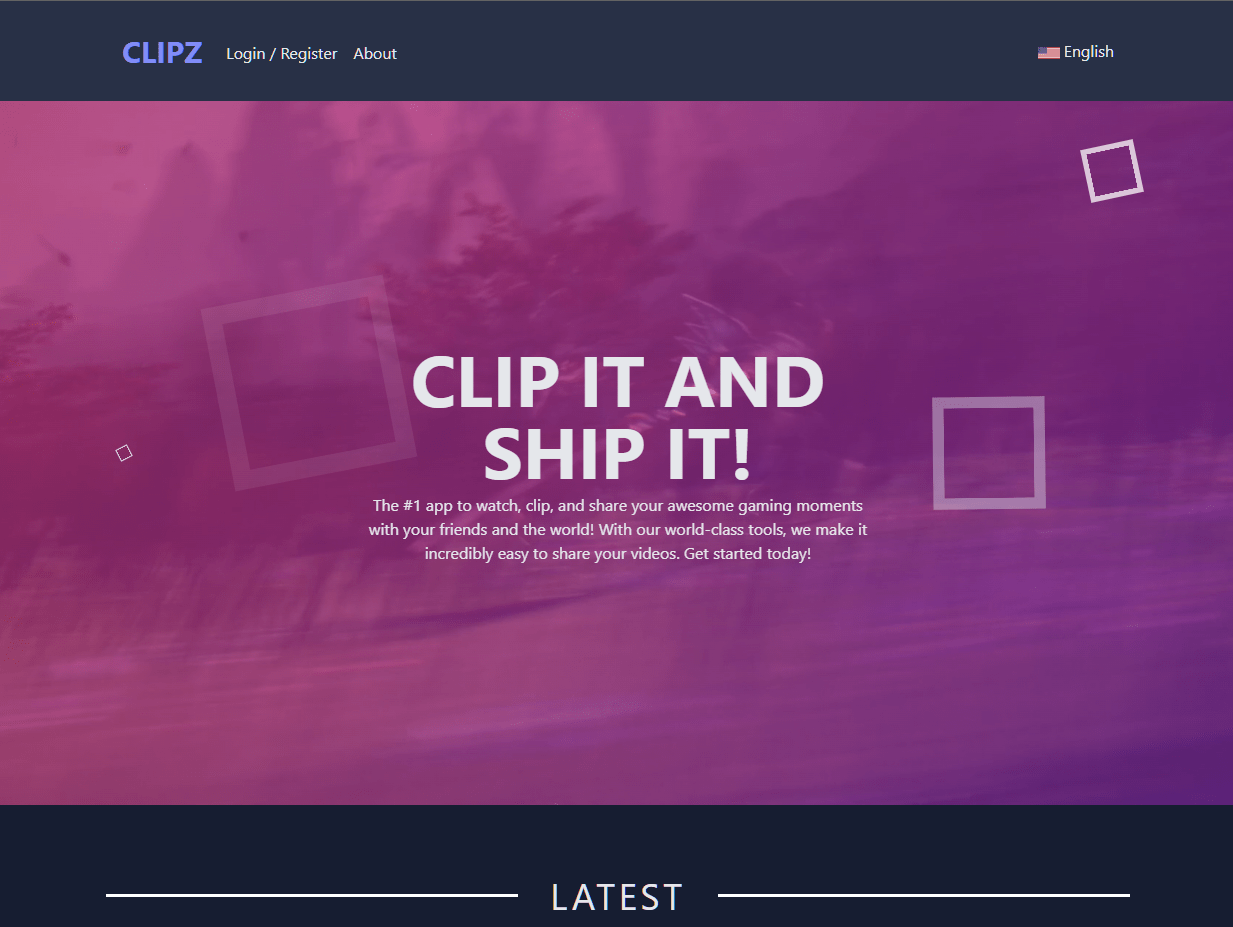 CLIPZ Login / Register About English
CLIP IT AND
SHIP IT!
The #1 app to watch, clip, and share your awesome gaming moments
with your friends and the world! With our world-class tools, we make it
incredibly easy to share your videos. Get started today!
LATEST